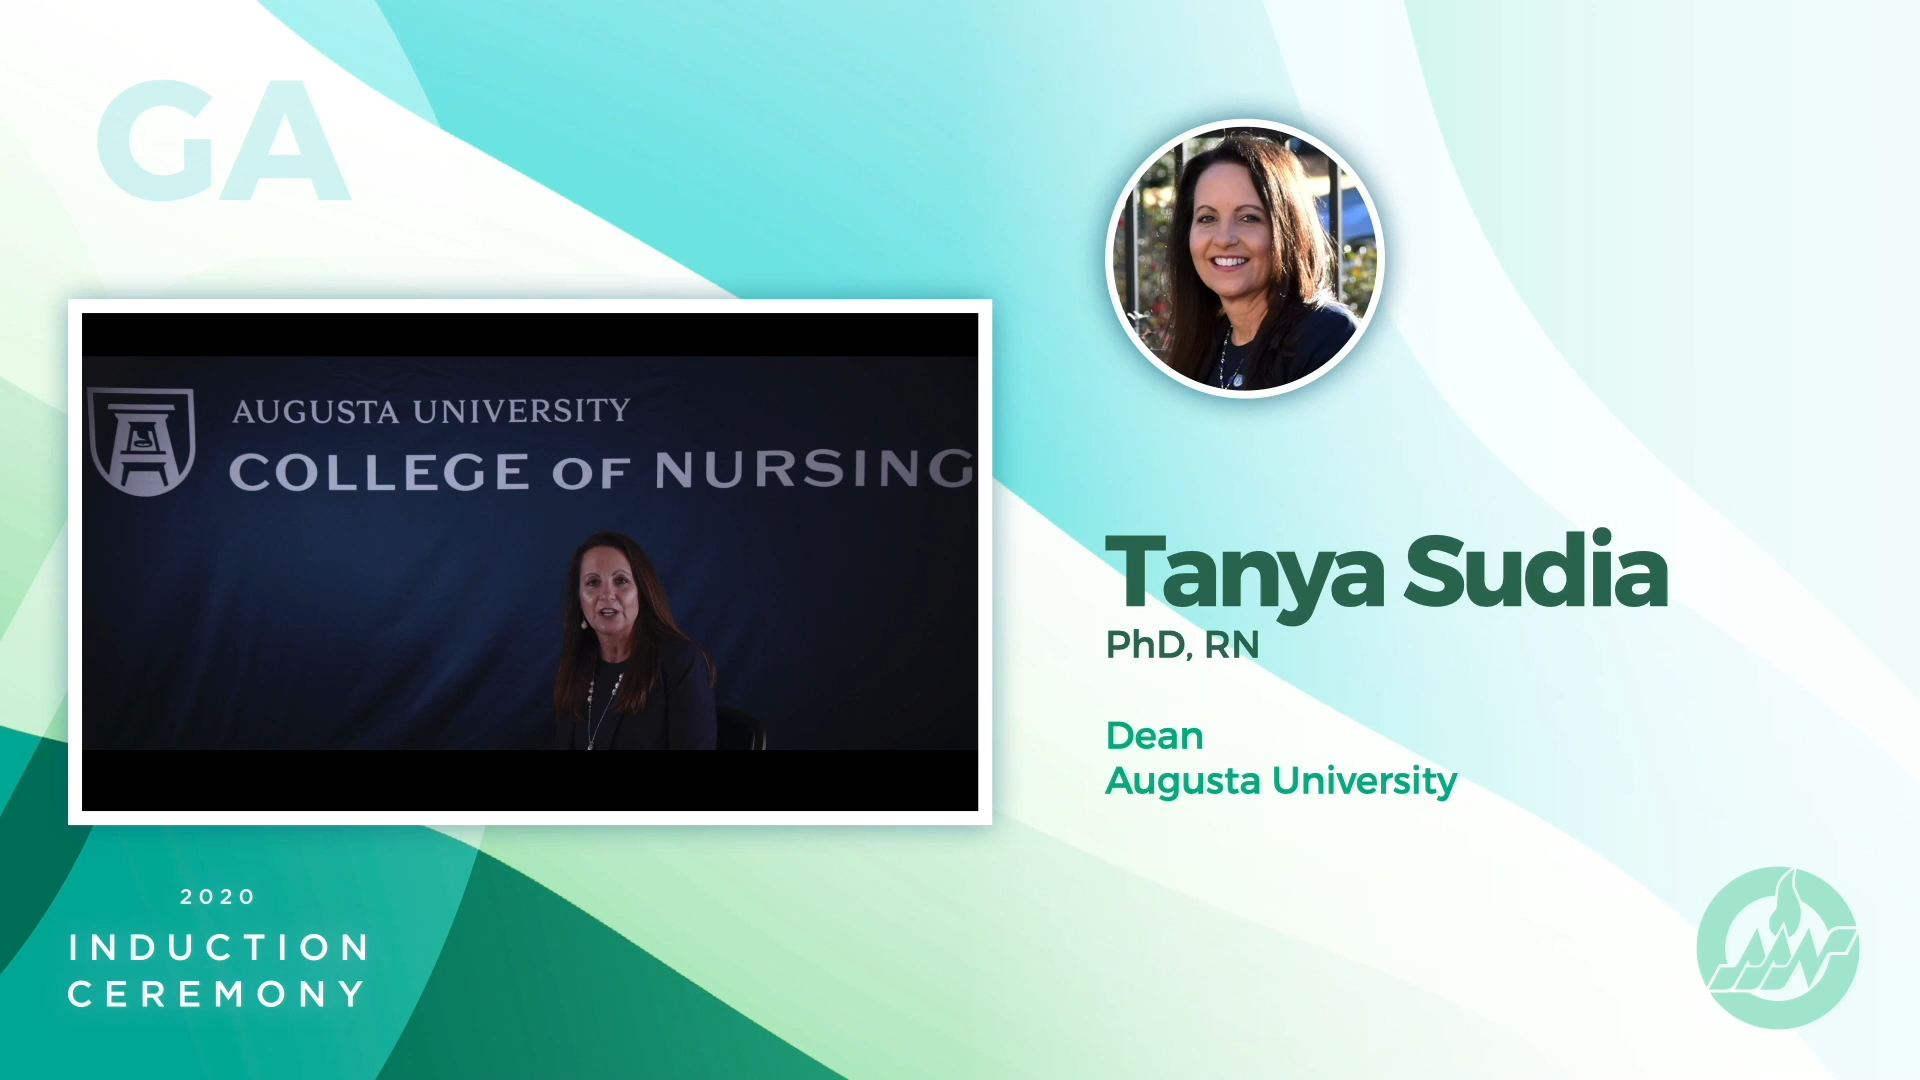 GA
AUGUSTA UNIVERSITY
COLLEGE OF NURSING
Tanya Sudia
PhD, RN
Dean
Augusta University
2020
INDUCTION
CEREMONY